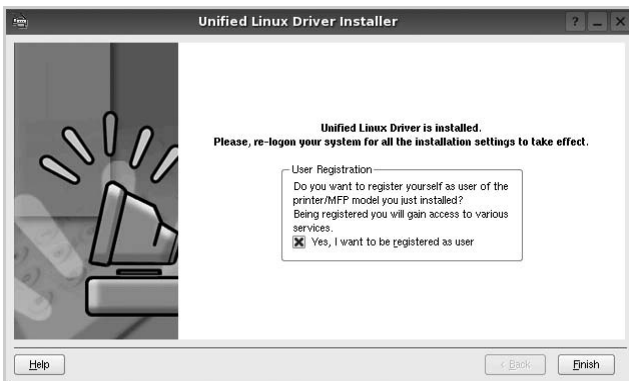 Unified Linux Driver Installer
? _ X
Unified Linux Driver is installed.
Please, re-logon your system for all the installation settings to take effect.
User Registration
Do you want to register yourself as user of the
printer/MFP model you just installed?
Being registered you will gain access to various
services.
Yes, I want to be registered as user
Help
< Back
Finish